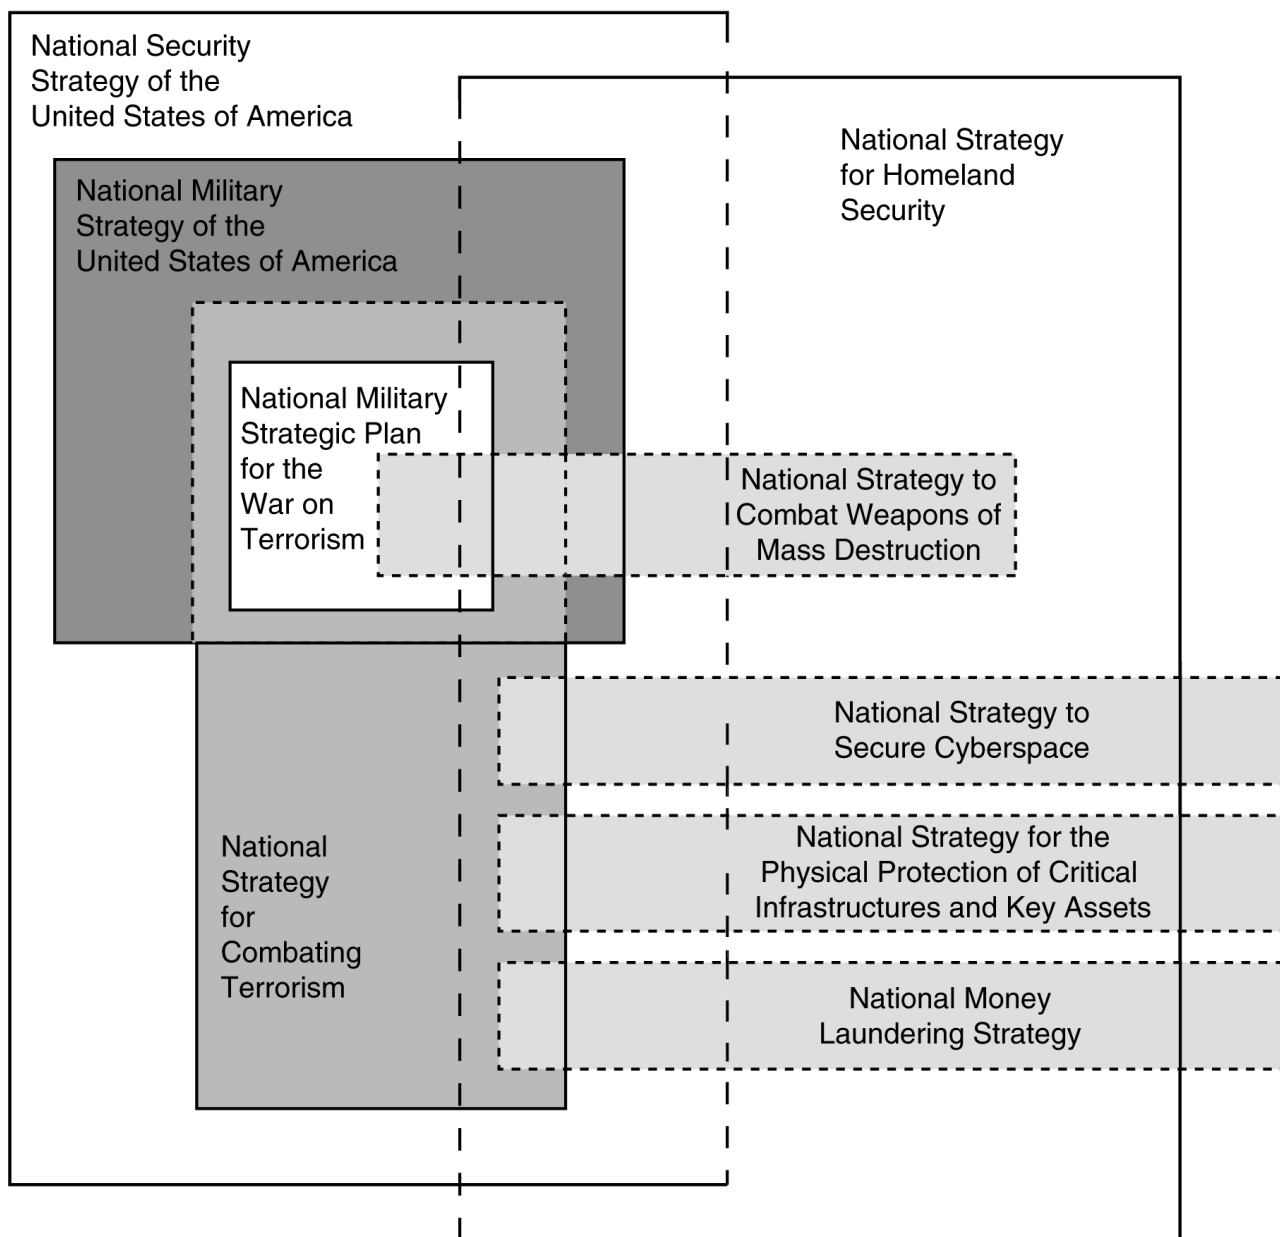 National Security
Strategy of the
United States of America
National Strategy
for Homeland
Security
National Military
Strategy of the
United States of America
National Military
Strategic Plan
for the
War on
Terrorism
National Strategy to
Combat Weapons of
Mass Destruction
National Strategy to
Secure Cyberspace
National Strategy for the
Physical Protection of Critical
Infrastructures and Key Assets
National
Strategy
for
Combating
Terrorism
National Money
Laundering Strategy